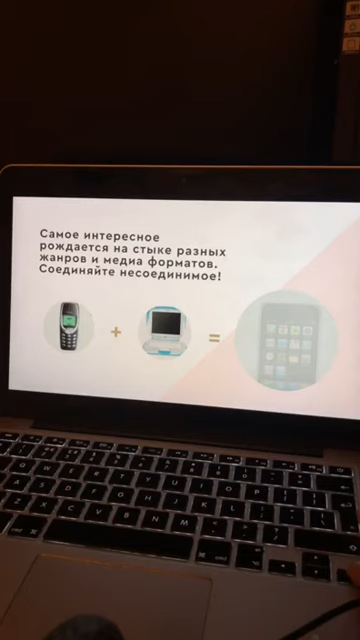 Самое интересное
рождается на стыке разных
жанров и медиа форматов.
Соединяйте несоединимое!
+
=